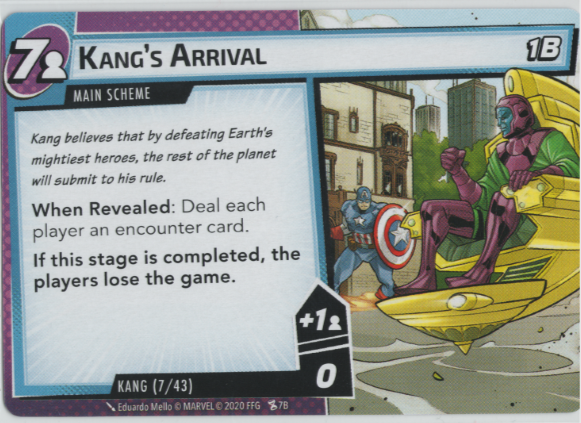 7
KANG'S ARRIVAL
1B
MAIN SCHEME
Kang believes that by defeating Earth's
mightiest heroes, the rest of the planet
will submit to his rule.
When Revealed: Deal each
player an encounter card.
If this stage is completed, the
players lose the game.
+1
0
KANG (7/43)
Eduardo Mello © MARVEL © 2020 FFG 7B